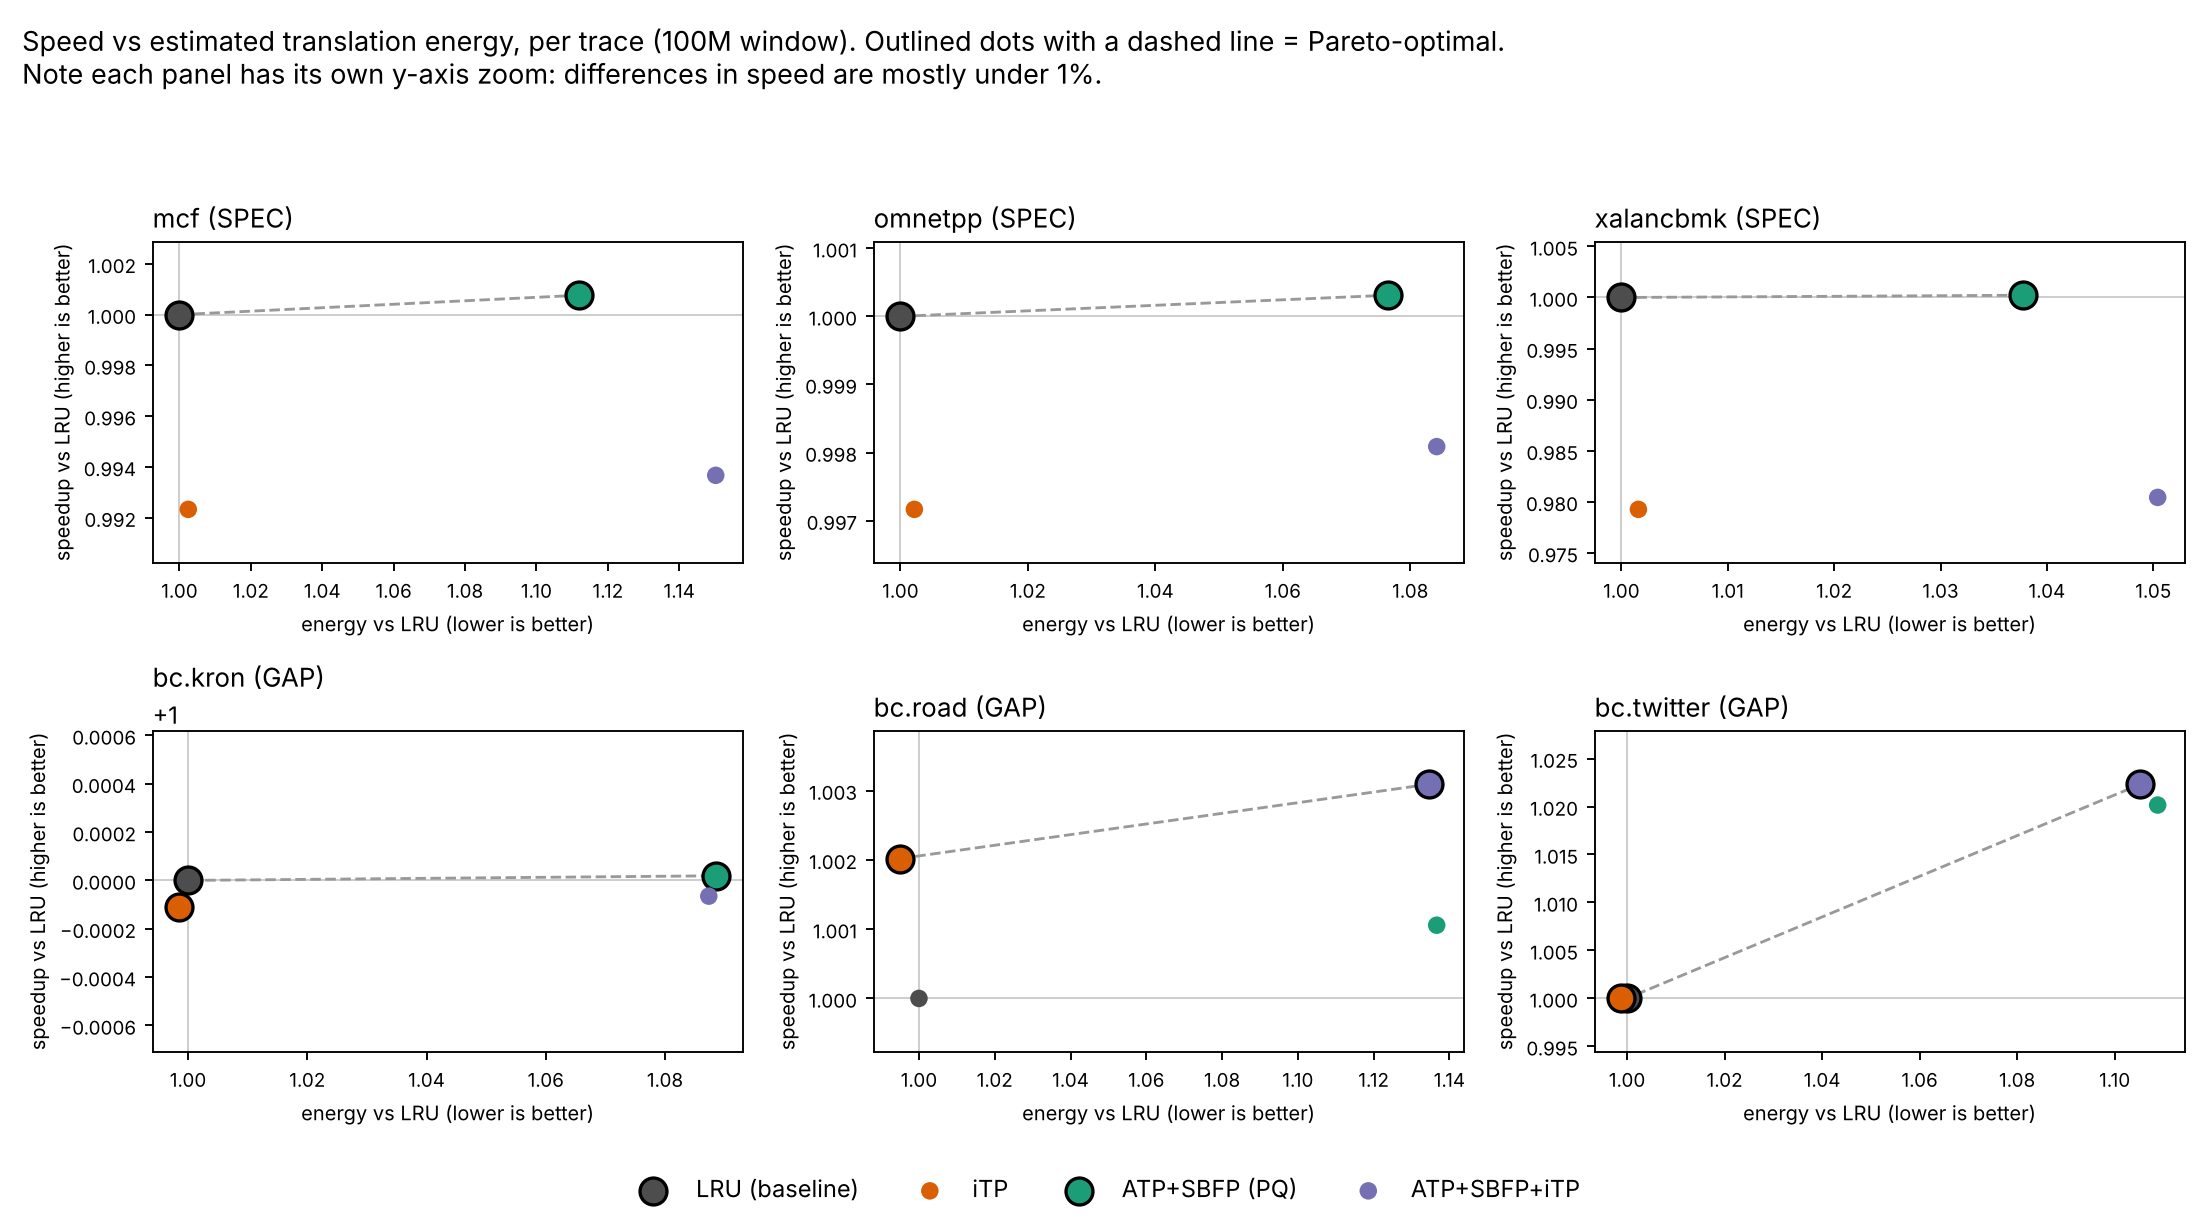 Speed vs estimated translation energy, per trace (100M window). Outlined dots with a dashed line = Pareto-optimal.
Note each panel has its own y-axis zoom: differences in speed are mostly under 1%.
mcf (SPEC)
speedup vs LRU (higher is better)
1.002
1.000
0.998
0.996
0.994
0.992
1.00 1.02 1.04 1.06 1.08 1.10 1.12 1.14
energy vs LRU (lower is better)
omnetpp (SPEC)
speedup vs LRU (higher is better)
1.001
1.000
0.999
0.998
0.997
1.00 1.02 1.04 1.06 1.08
energy vs LRU (lower is better)
xalancbmk (SPEC)
speedup vs LRU (higher is better)
1.005
1.000
0.995
0.990
0.985
0.980
0.975
1.00 1.01 1.02 1.03 1.04 1.05
energy vs LRU (lower is better)
bc.kron (GAP)
+1
speedup vs LRU (higher is better)
0.0006
0.0004
0.0002
0.0000
−0.0002
−0.0004
−0.0006
1.00 1.02 1.04 1.06 1.08
energy vs LRU (lower is better)
bc.road (GAP)
speedup vs LRU (higher is better)
1.003
1.002
1.001
1.000
1.00 1.02 1.04 1.06 1.08 1.10 1.12 1.14
energy vs LRU (lower is better)
bc.twitter (GAP)
speedup vs LRU (higher is better)
1.025
1.020
1.015
1.010
1.005
1.000
0.995
1.00 1.02 1.04 1.06 1.08 1.10
energy vs LRU (lower is better)
LRU (baseline) iTP ATP+SBFP (PQ) ATP+SBFP+iTP